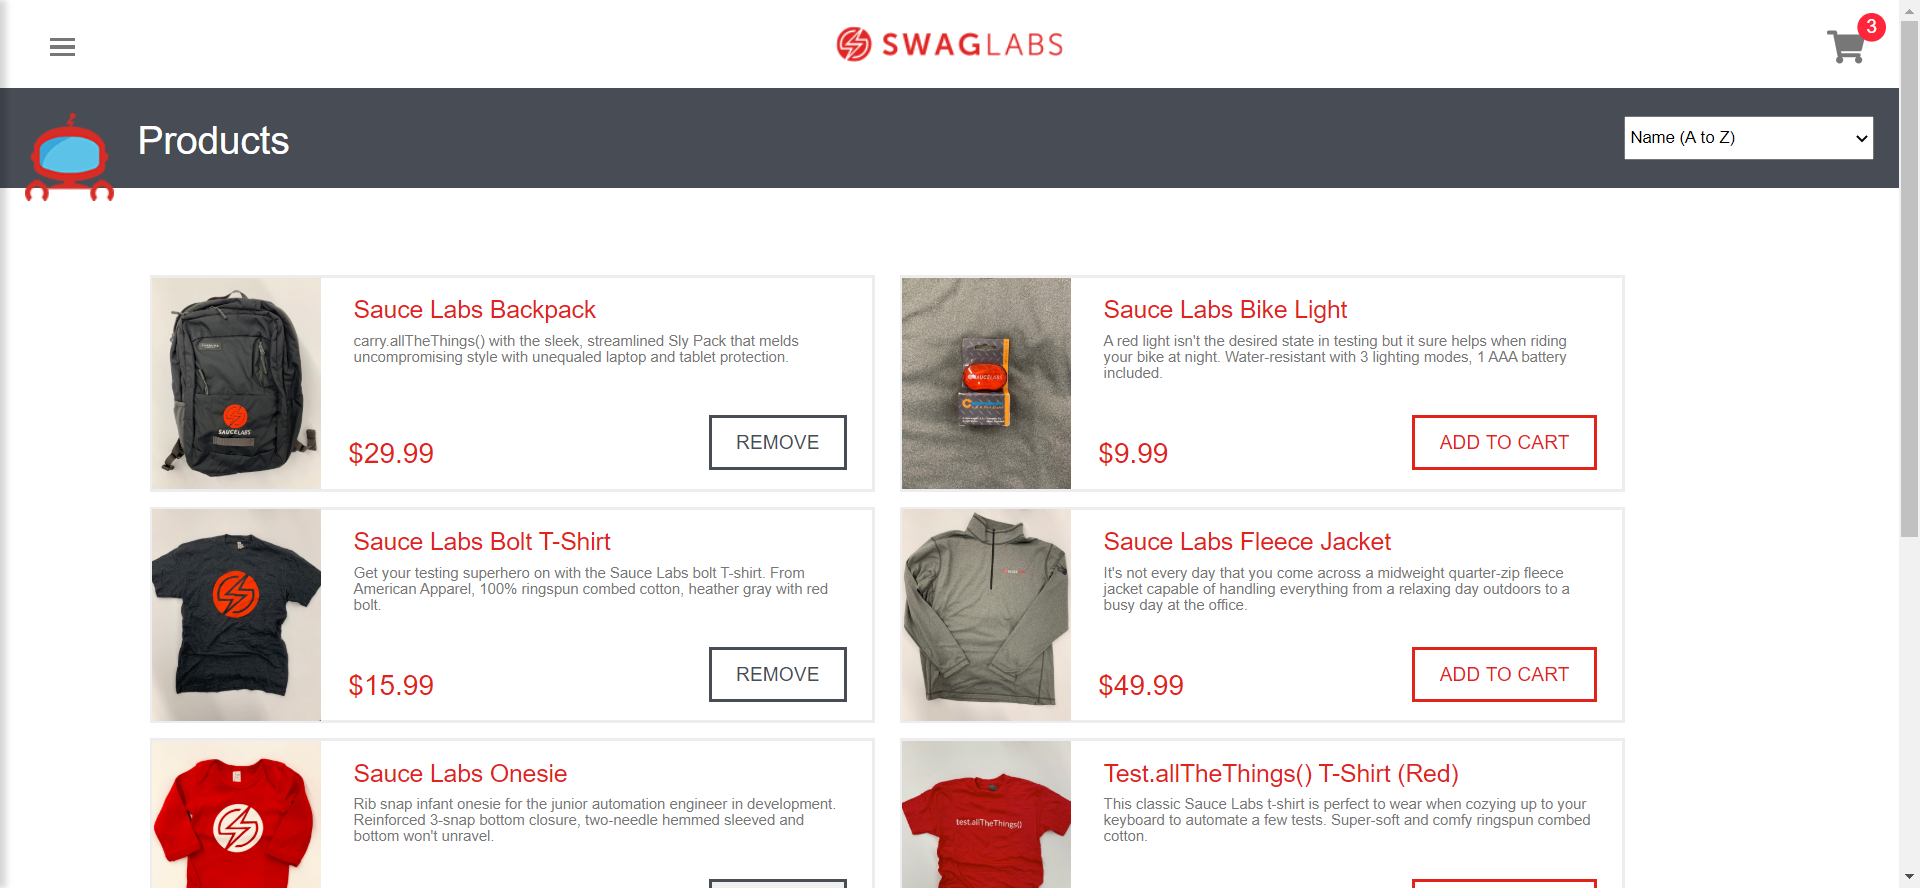 SWAGLABS
3
Products
Name (A to Z)
Sauce Labs Backpack
carry.allTheThings() with the sleek, streamlined Sly Pack that melds
uncompromising style with unequaled laptop and tablet protection.
$29.99
REMOVE
SAUCELABS
Sauce Labs Bike Light
A red light isn't the desired state in testing but it sure helps when riding
your bike at night. Water-resistant with 3 lighting modes, 1 AAA battery
included.
$9.99
ADD TO CART
SAUCELABS
Sauce Labs Bolt T-Shirt
Get your testing superhero on with the Sauce Labs bolt T-shirt. From
American Apparel, 100% ringspun combed cotton, heather gray with red
bolt.
$15.99
REMOVE
Sauce Labs Fleece Jacket
It's not every day that you come across a midweight quarter-zip fleece
jacket capable of handling everything from a relaxing day outdoors to a
busy day at the office.
$49.99
ADD TO CART
Sauce Labs Onesie
Rib snap infant onesie for the junior automation engineer in development.
Reinforced 3-snap bottom closure, two-needle hemmed sleeved and
bottom won't unravel.
Test.allTheThings() T-Shirt (Red)
This classic Sauce Labs t-shirt is perfect to wear when cozying up to your
keyboard to automate a few tests. Super-soft and comfy ringspun combed
cotton.
test.allTheThings()